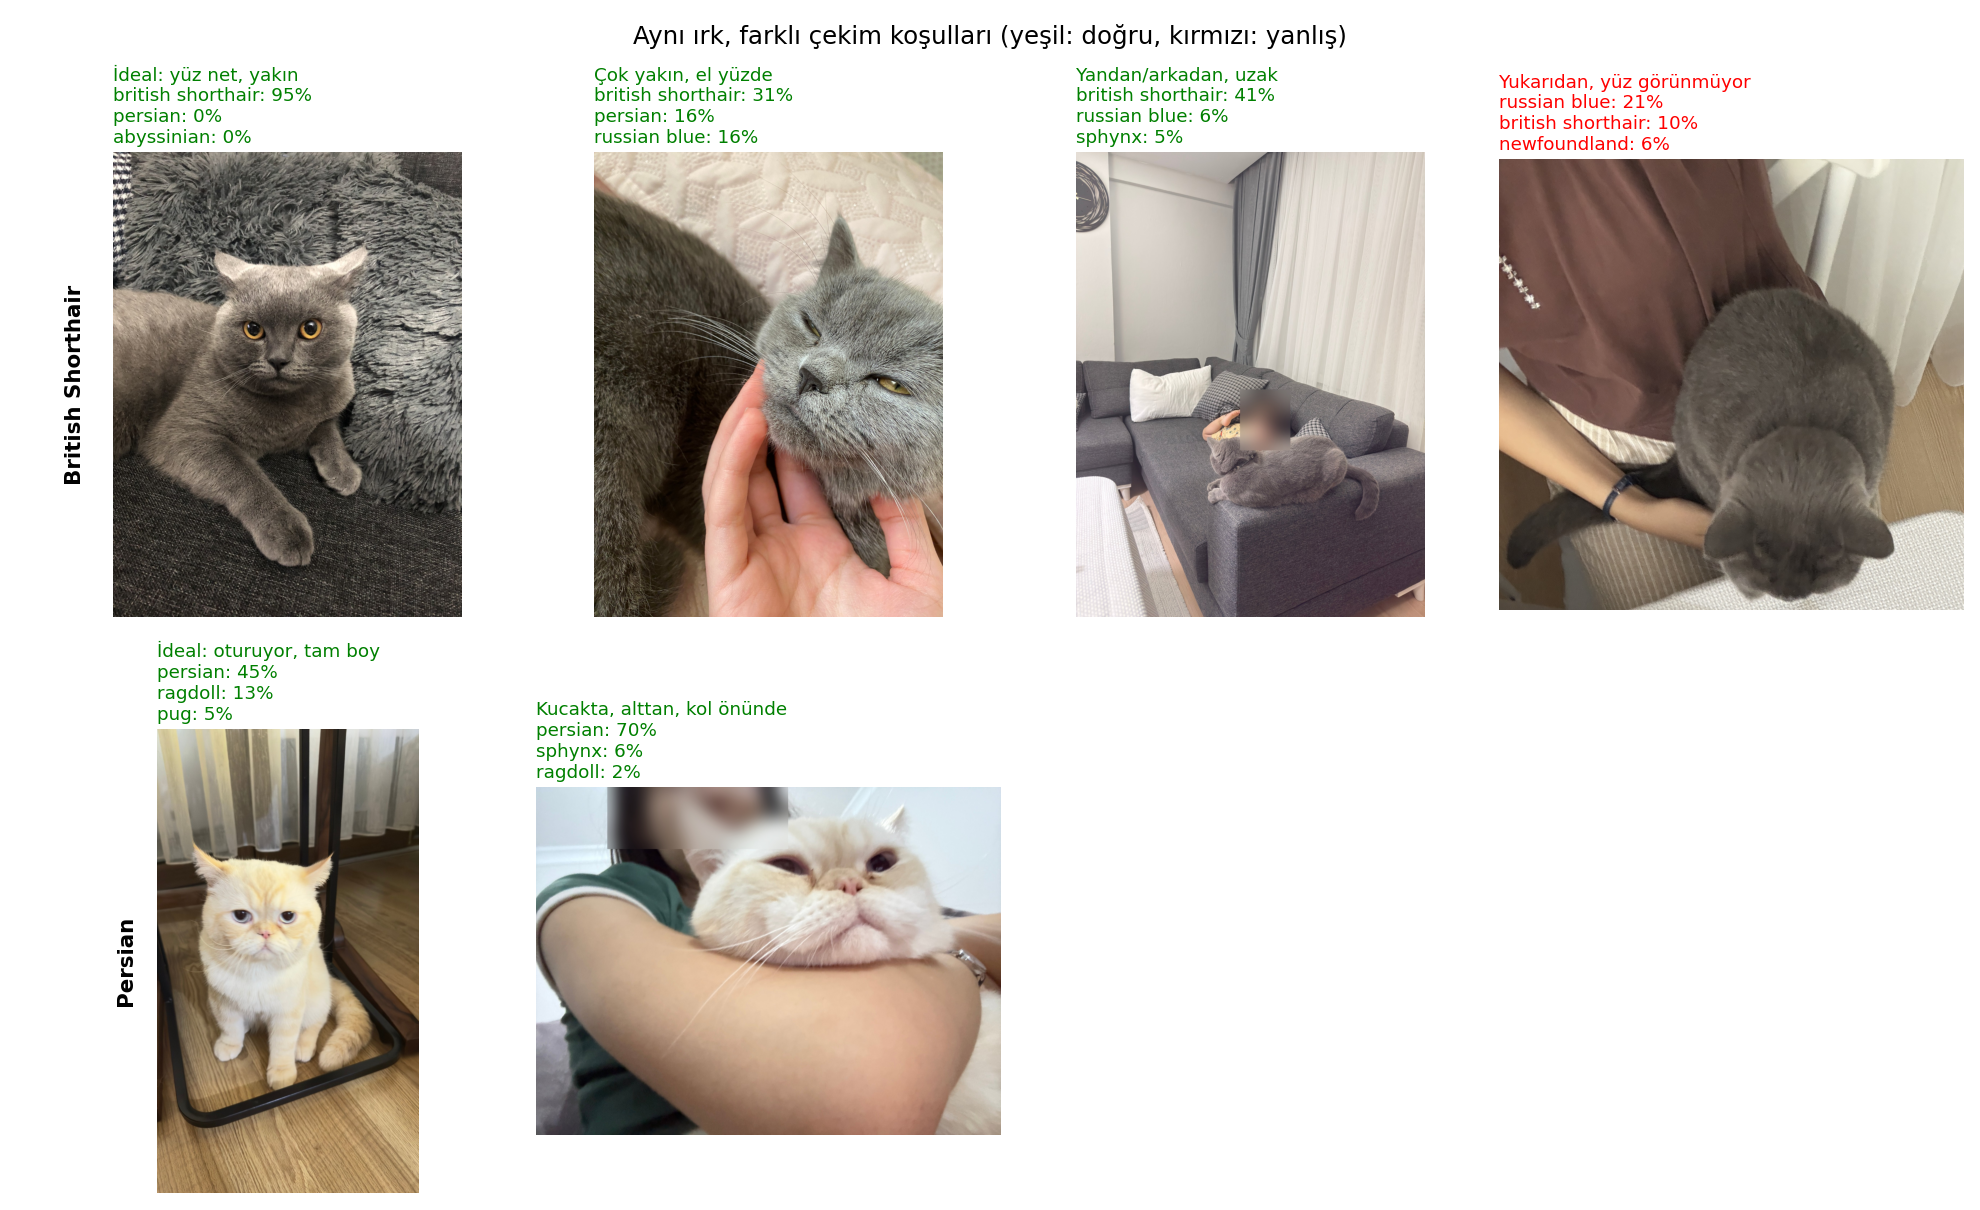 Aynı ırk, farklı çekim koşulları (yeşil: doğru, kırmızı: yanlış)
British Shorthair
İdeal: yüz net, yakın
british shorthair: 95%
persian: 0%
abyssinian: 0%
Çok yakın, el yüzde
british shorthair: 31%
persian: 16%
russian blue: 16%
Yandan/arkadan, uzak
british shorthair: 41%
russian blue: 6%
sphynx: 5%
Yukarıdan, yüz görünmüyor
russian blue: 21%
british shorthair: 10%
newfoundland: 6%
Persian
İdeal: oturuyor, tam boy
persian: 45%
ragdoll: 13%
pug: 5%
Kucakta, alttan, kol önünde
persian: 70%
sphynx: 6%
ragdoll: 2%